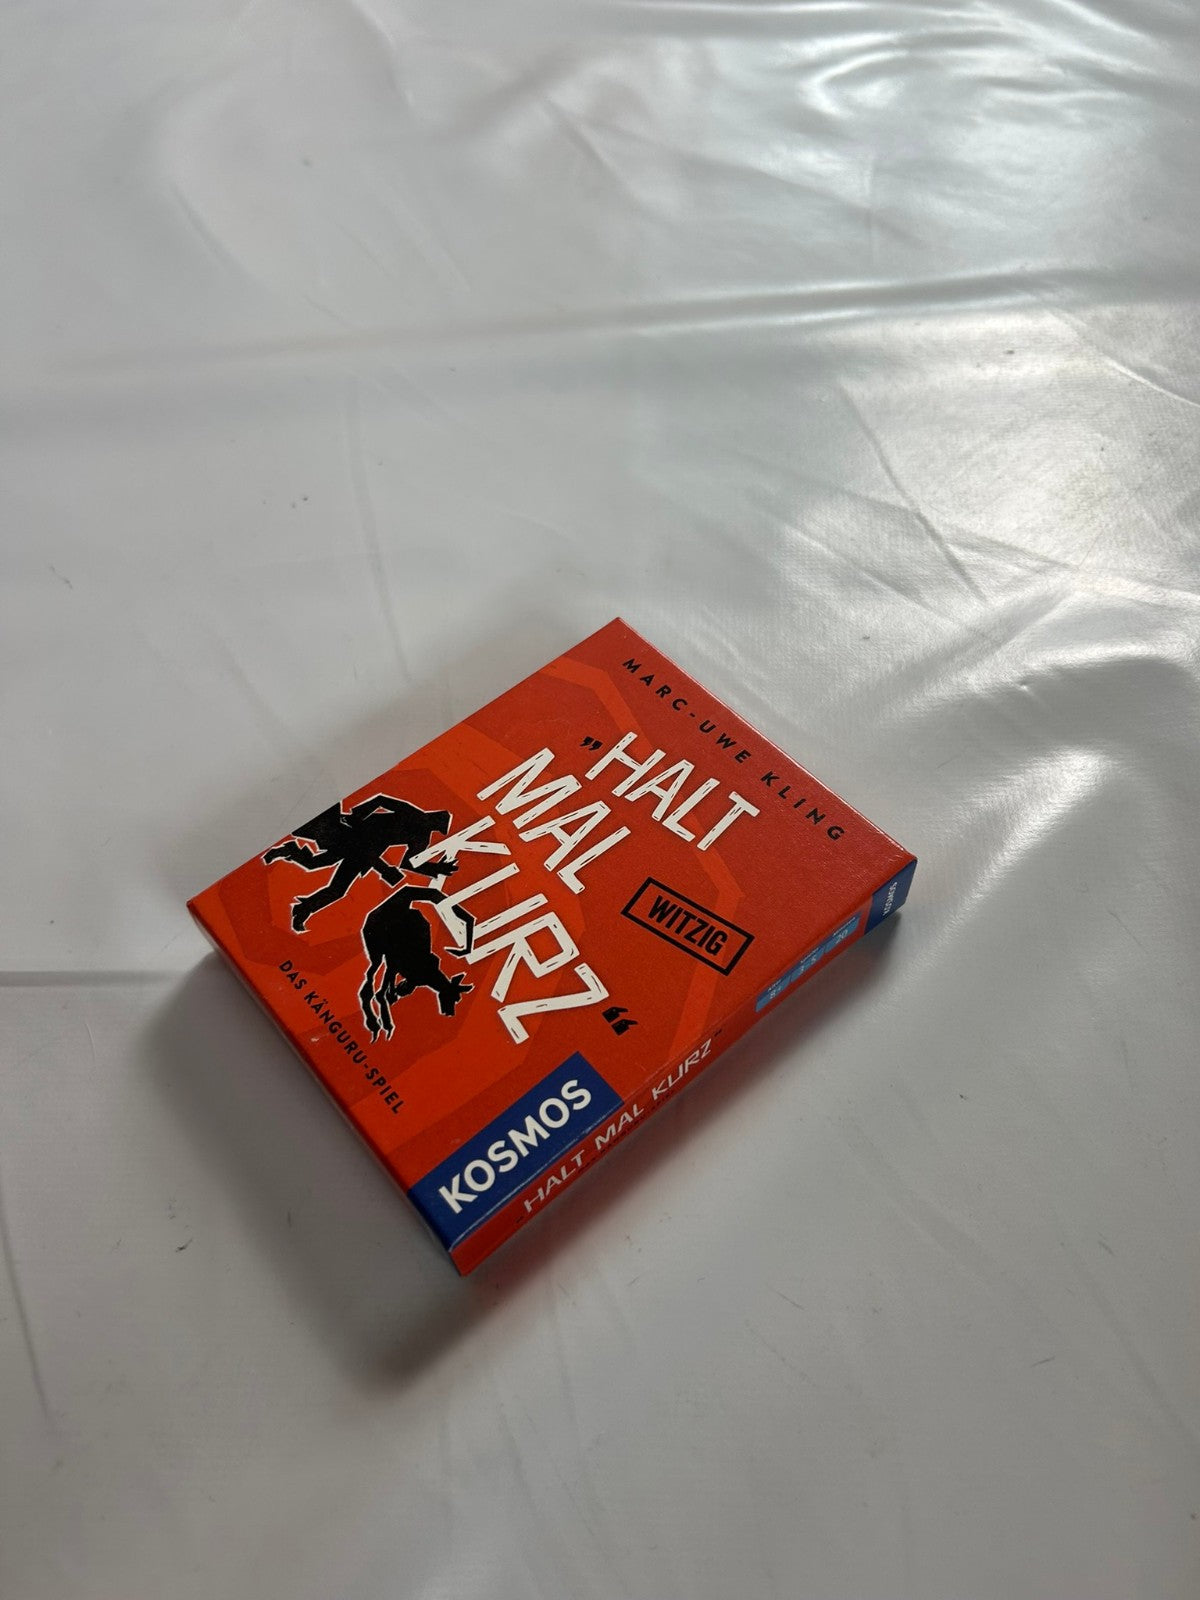 MARC-UWE KLING
„HALT
MAL
KURZ“
WITZIG
DAS KÄNGURU-SPIEL
KOSMOS
„HALT MAL KURZ“
KOSMOS